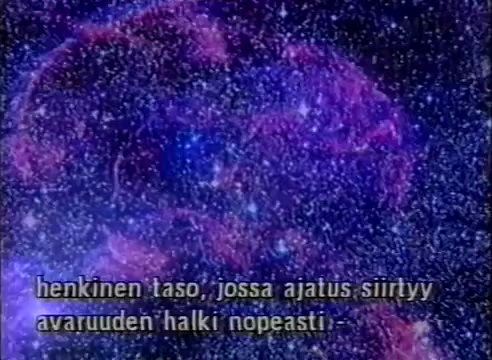 henkinen taso, jossa ajatus siirtyy
avaruuden halki nopeasti -